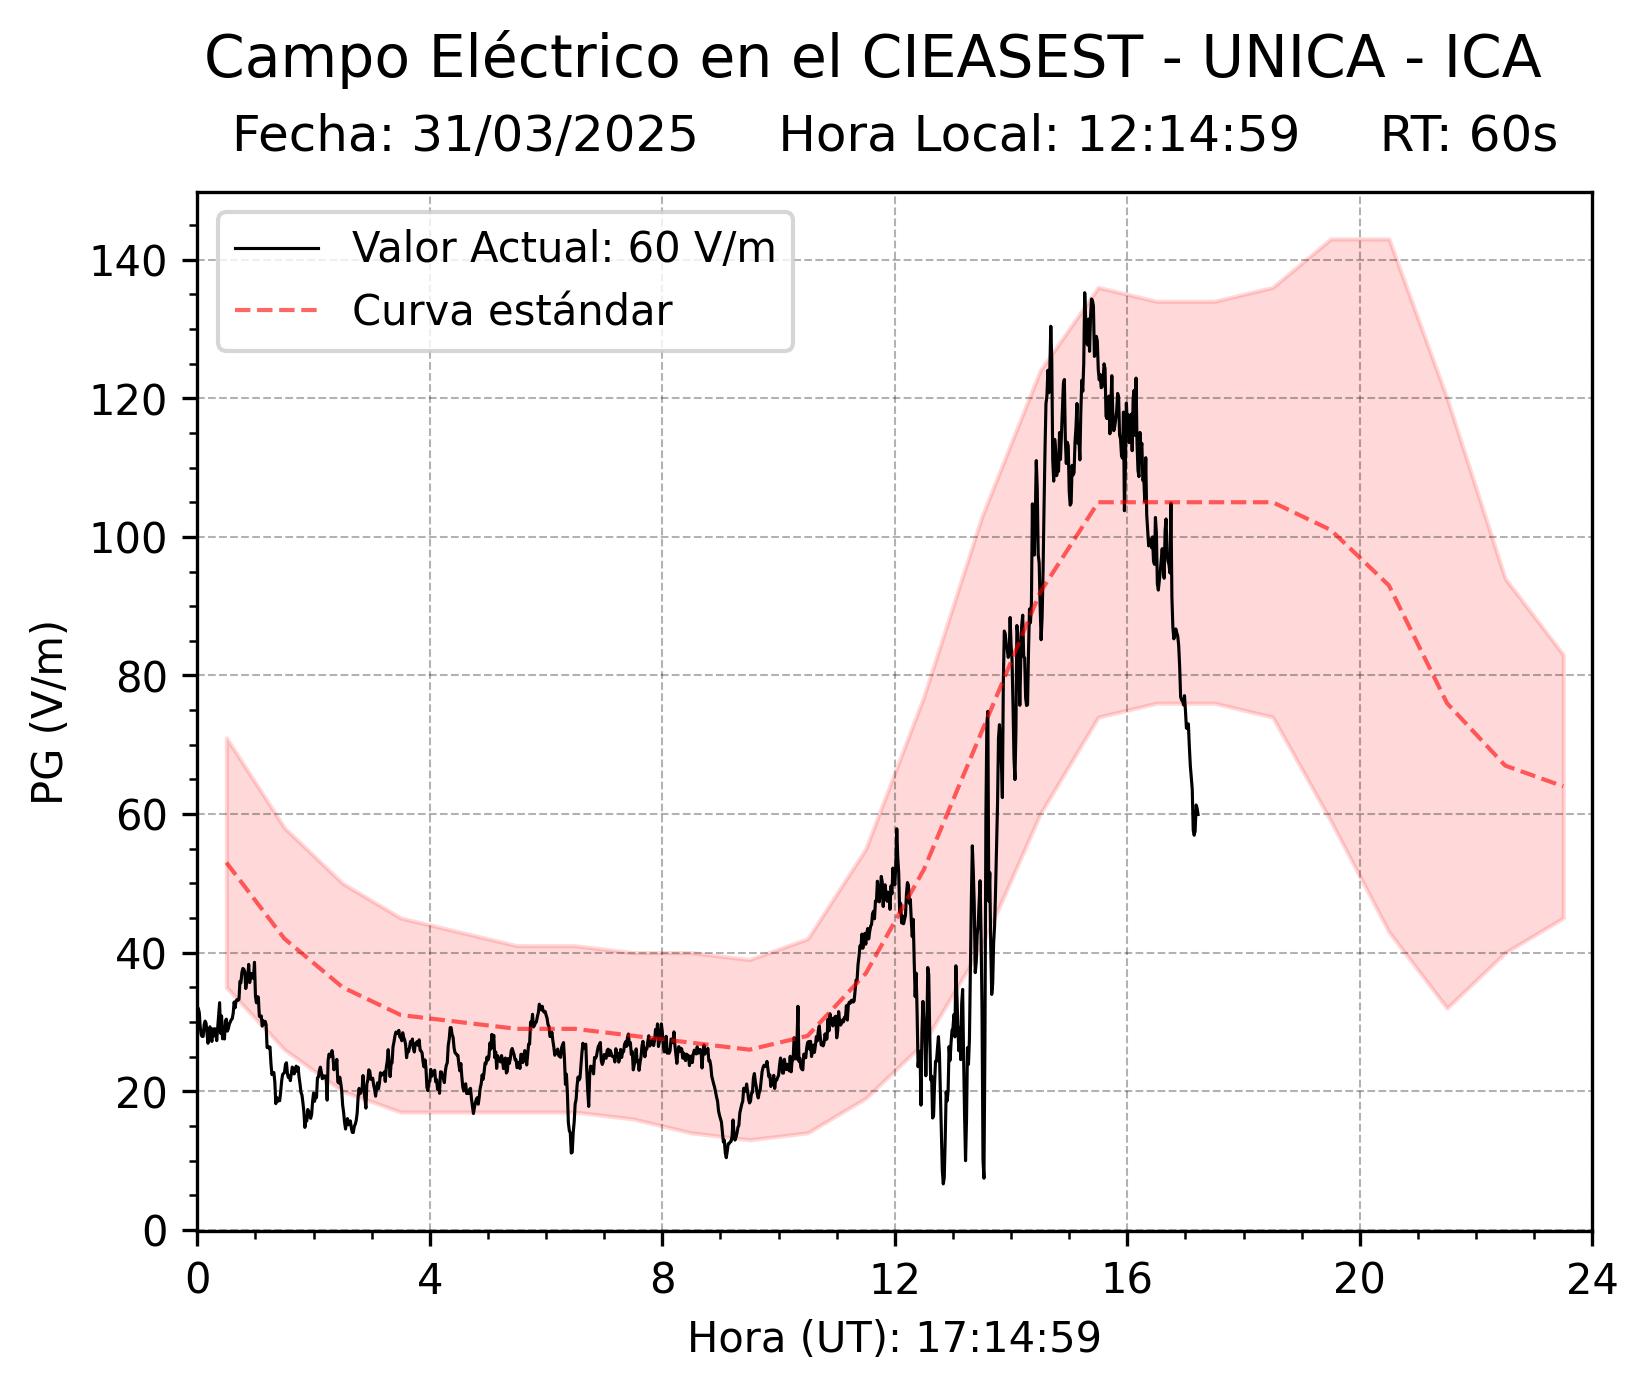 Campo Eléctrico en el CIEASEST - UNICA - ICA
Fecha: 31/03/2025 Hora Local: 12:14:59 RT: 60s
Valor Actual: 60 V/m
Curva estándar
PG (V/m)
140
120
100
80
60
40
20
0
0 4 8 12 16 20 24
Hora (UT): 17:14:59